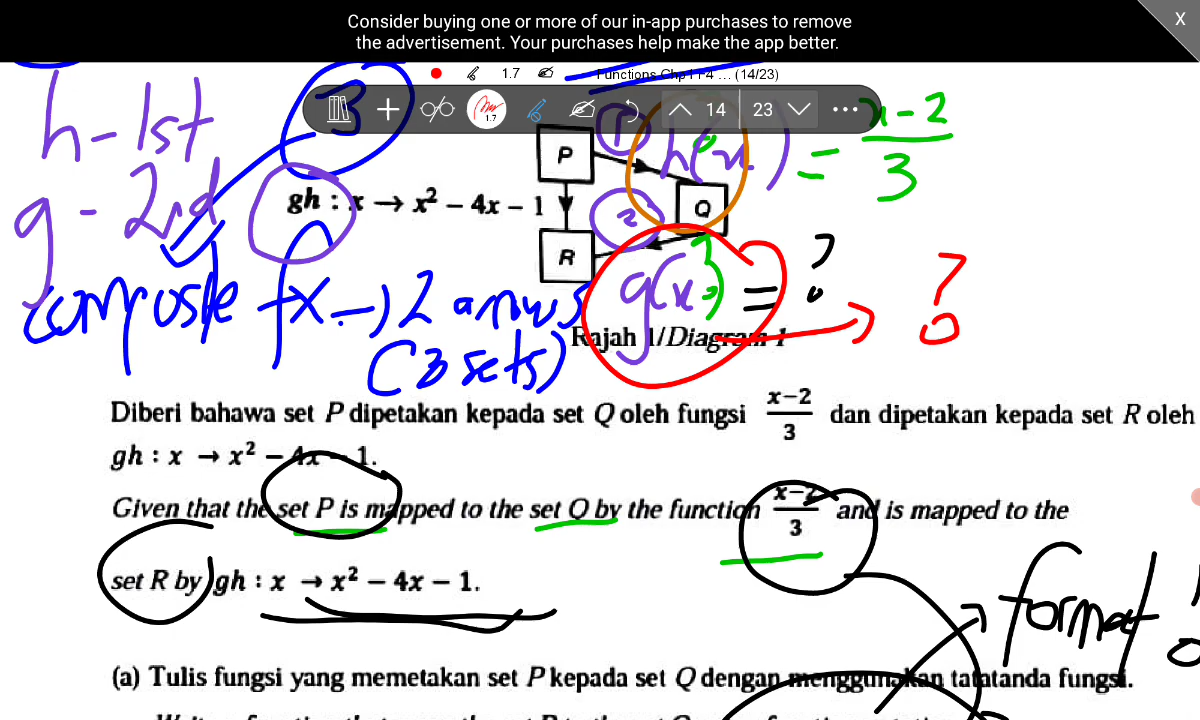 Consider buying one or more of our in-app purchases to remove
the advertisement. Your purchases help make the app better.
X
1.7 Functions Chp 1 F4 ... (14/23)
3 1.7 14 23
h - 1st
g - 2nd
P 1 h(x) = x-2
3
gh : x → x² − 4x − 1
2 Q
R
g(x) = ?
?
composite fx → 2 arrows
(3 sets)
Rajah 1/Diagram 1
Diberi bahawa set P dipetakan kepada set Q oleh fungsi x−2/3 dan dipetakan kepada set R oleh
gh : x → x² − 4x − 1.
Given that the set P is mapped to the set Q by the function x−2/3 and is mapped to the
set R by gh : x → x² − 4x − 1.
format
(a) Tulis fungsi yang memetakan set P kepada set Q dengan menggunakan tatatanda fungsi.